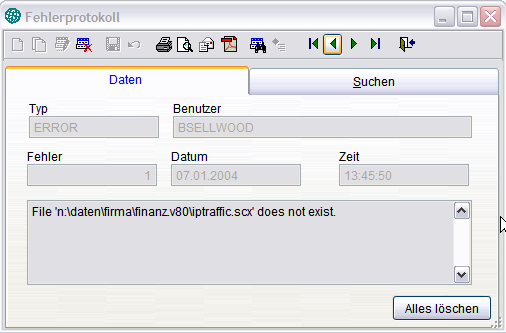 Fehlerprotokoll
Daten
Suchen
Typ
Benutzer
ERROR
BSELLWOOD
Fehler
Datum
Zeit
1
07.01.2004
13:45:50
File 'n:\daten\firma\finanz.v80\iptraffic.scx' does not exist.
Alles löschen